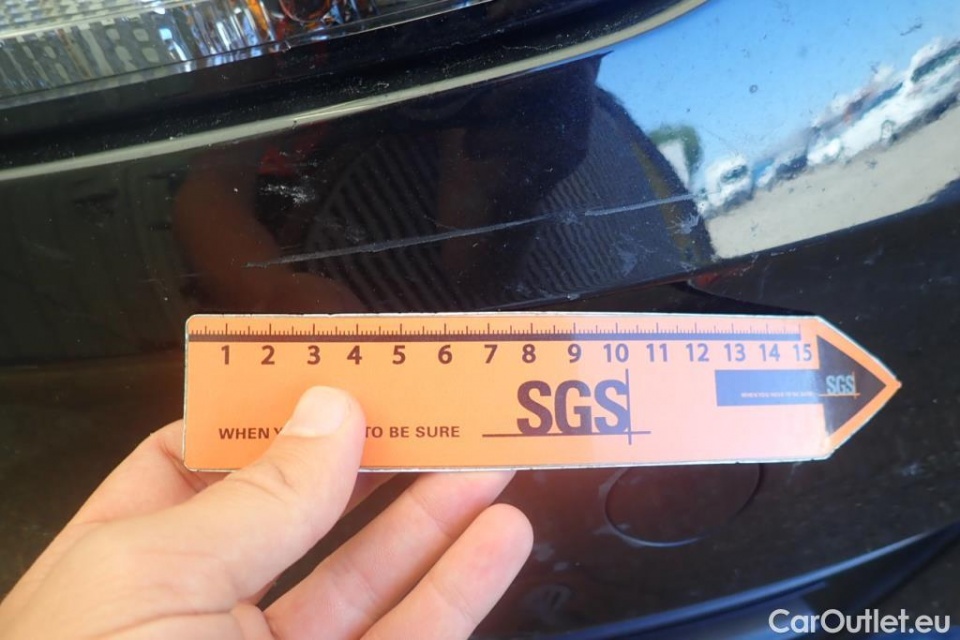 1 2 3 4 5 6 7 8 9 10 11 12 13 14 15
SGS
SGS
WHEN TO BE SURE
CarOutlet.eu